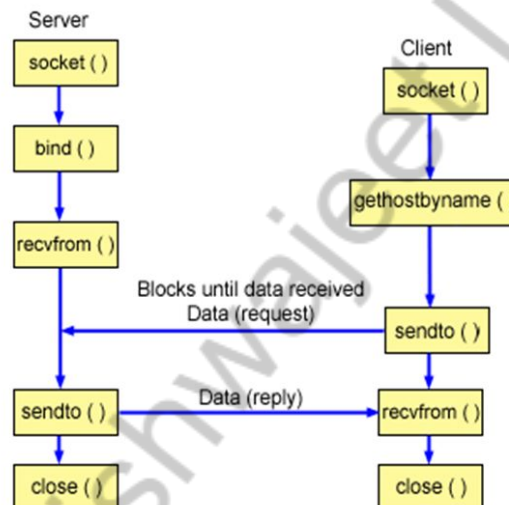 Server
socket ( )
bind ( )
recvfrom ( )
Client
socket ( )
gethostbyname (
Blocks until data received
Data (request)
sendto ( )
sendto ( )
Data (reply)
recvfrom ( )
close ( )
close ( )